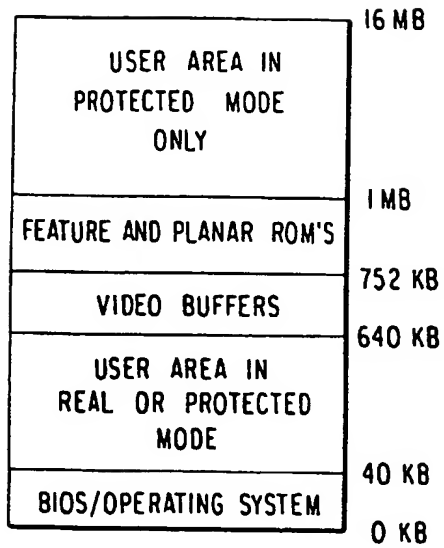 16 MB
USER AREA IN
PROTECTED MODE
ONLY
1 MB
FEATURE AND PLANAR ROM'S
752 KB
VIDEO BUFFERS
640 KB
USER AREA IN
REAL OR PROTECTED
MODE
40 KB
BIOS/OPERATING SYSTEM
0 KB